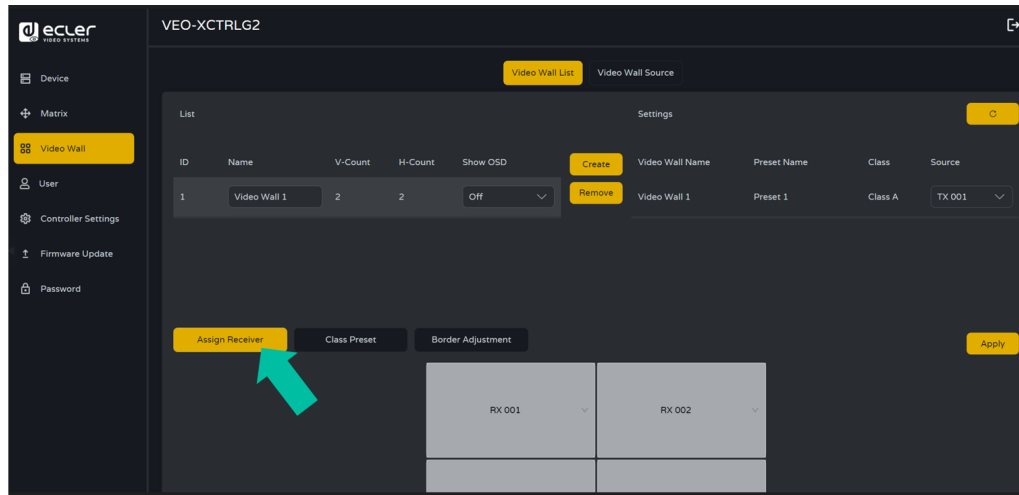 ecler
VIDEO SYSTEMS
VEO-XCTRLG2
Device
Matrix
Video Wall
User
Controller Settings
Firmware Update
Password
Video Wall List
Video Wall Source
List
Settings
ID Name V-Count H-Count Show OSD
Create
Video Wall Name Preset Name Class Source
1 Video Wall 1 2 2 Off
Remove
Video Wall 1 Preset 1 Class A TX 001
Assign Receiver
Class Preset
Border Adjustment
Apply
RX 001
RX 002